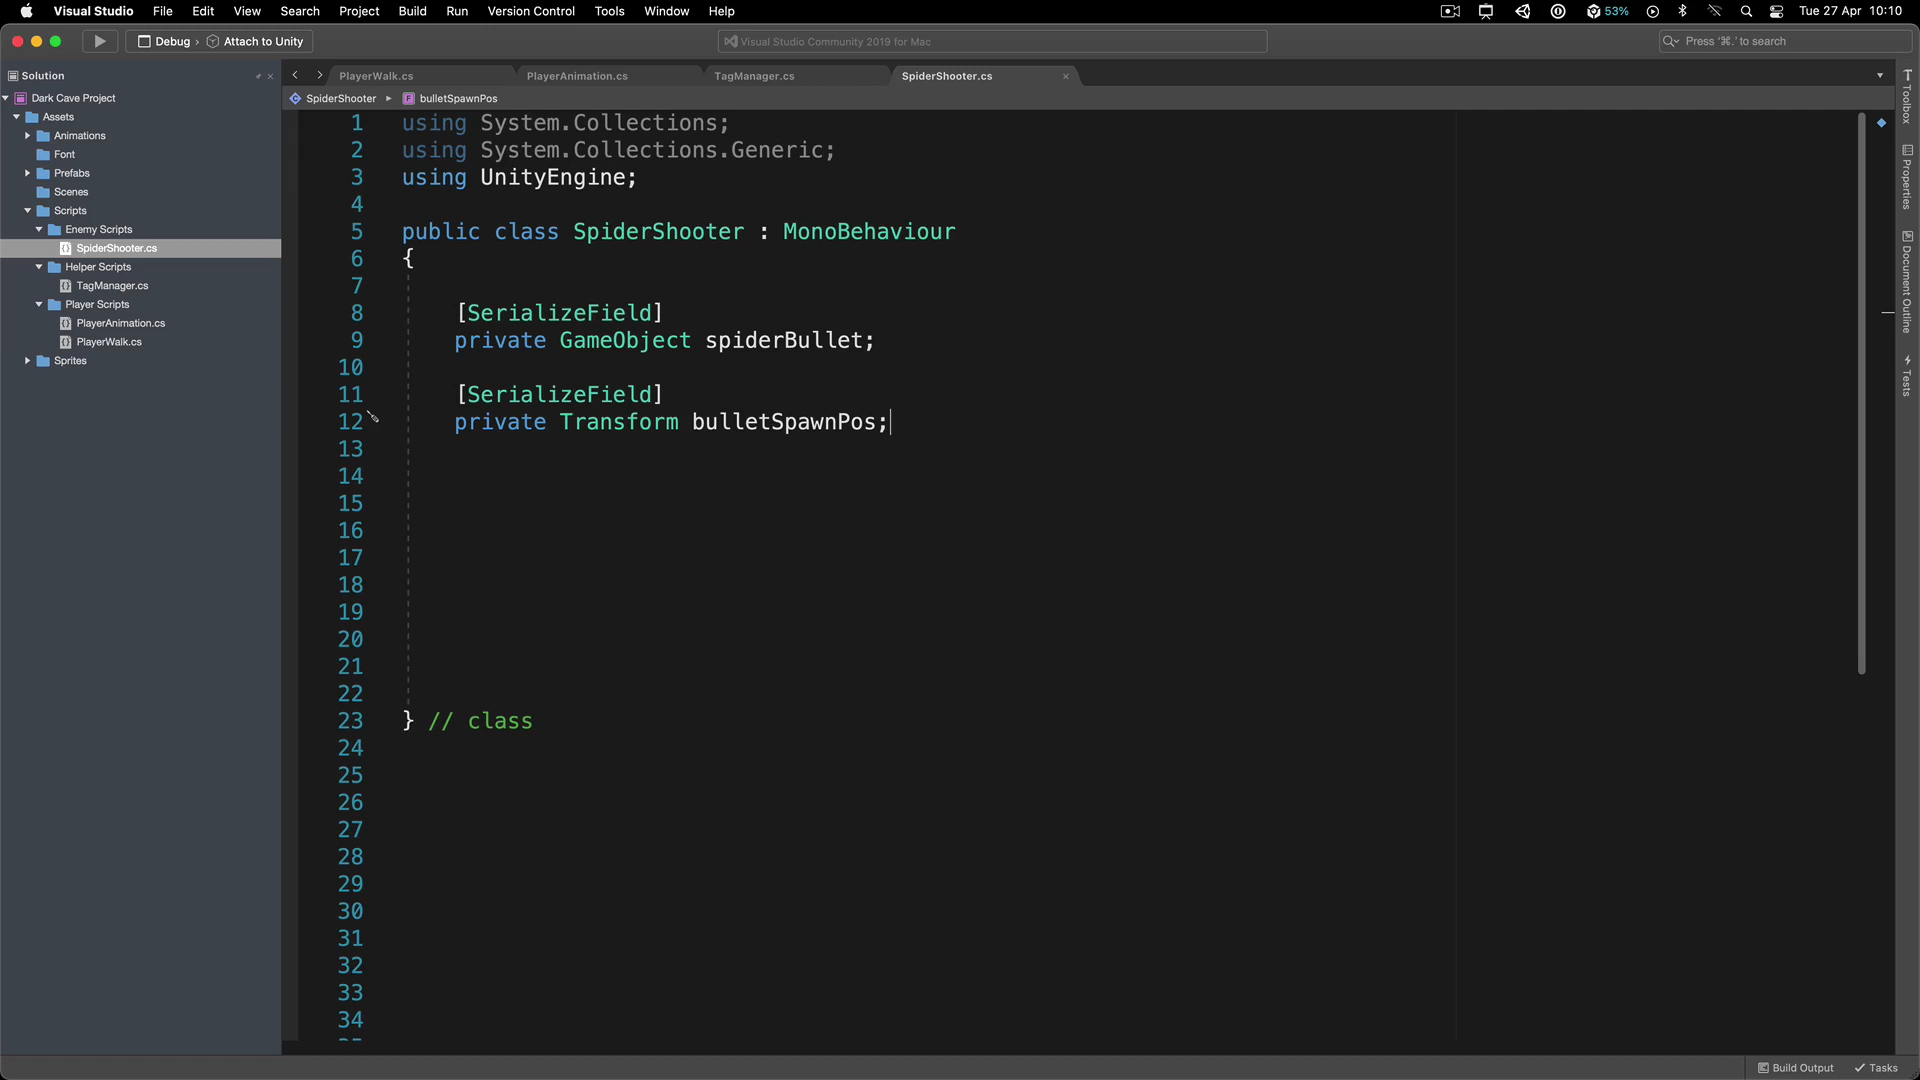 Visual Studio File Edit View Search Project Build Run Version Control Tools Window Help 53% Tue 27 Apr 10:10
Debug › Attach to Unity Visual Studio Community 2019 for Mac Press '⌘.' to search
Solution PlayerWalk.cs PlayerAnimation.cs TagManager.cs SpiderShooter.cs
SpiderShooter bulletSpawnPos
Dark Cave Project
Assets
Animations
Font
Prefabs
Scenes
Scripts
Enemy Scripts
SpiderShooter.cs
Helper Scripts
TagManager.cs
Player Scripts
PlayerAnimation.cs
PlayerWalk.cs
Sprites
1 using System.Collections;
2 using System.Collections.Generic;
3 using UnityEngine;
4
5 public class SpiderShooter : MonoBehaviour
6 {
7
8 [SerializeField]
9 private GameObject spiderBullet;
10
11 [SerializeField]
12 private Transform bulletSpawnPos;
13
14
15
16
17
18
19
20
21
22
23 } // class
24
25
26
27
28
29
30
31
32
33
34
Toolbox
Properties
Document Outline
Tests
Build Output Tasks